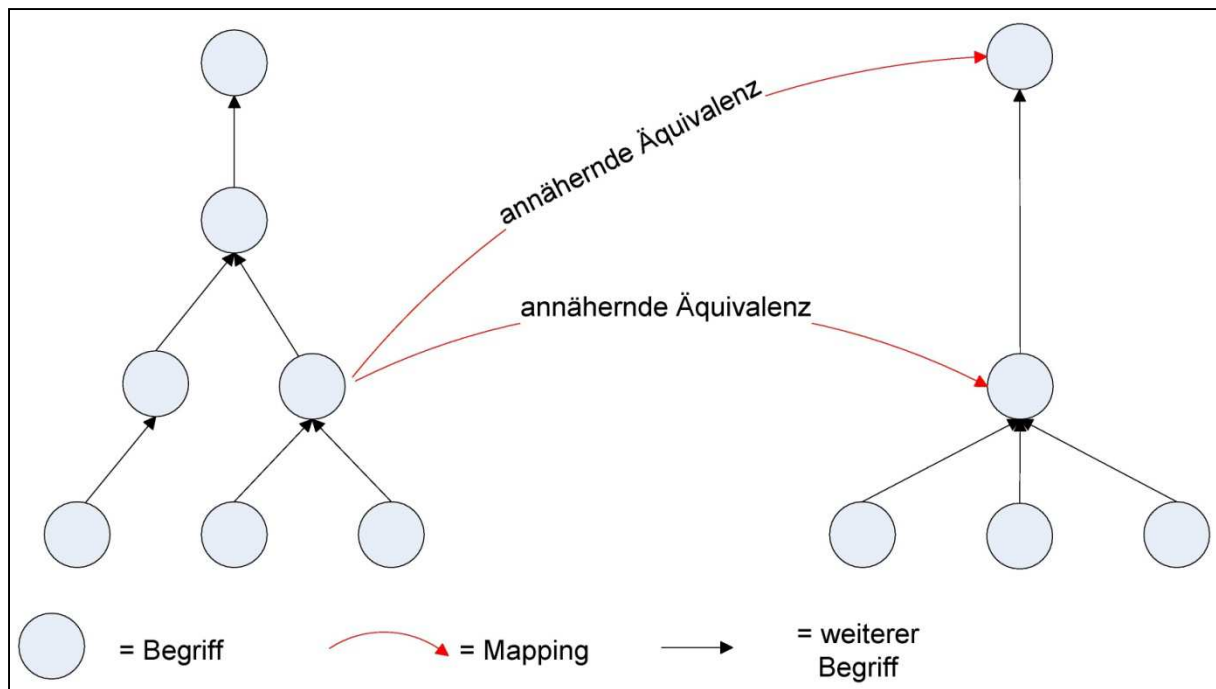 annähernde Äquivalenz
annähernde Äquivalenz
= Begriff
= Mapping
= weiterer
Begriff